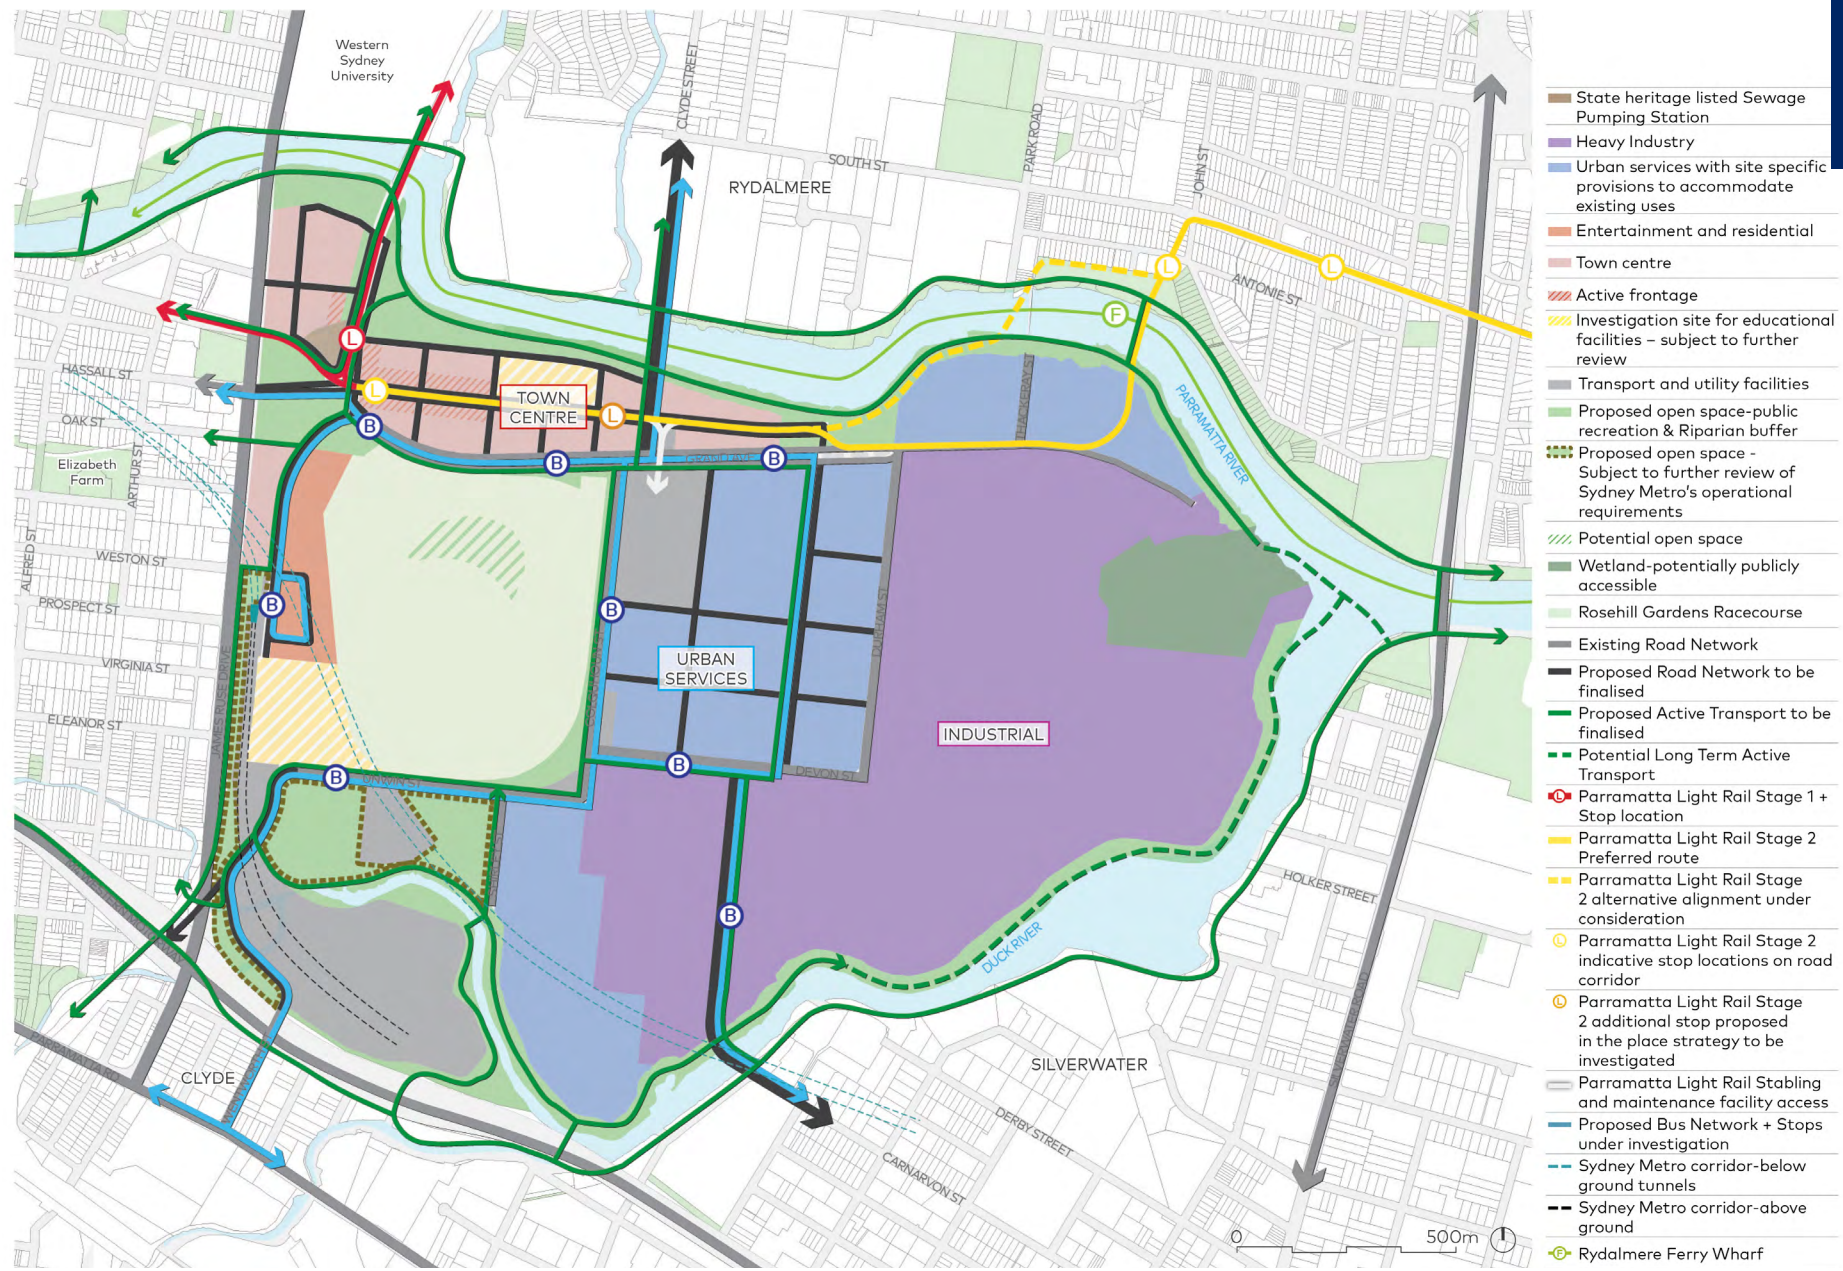 Western
Sydney
University
CLYDE STREET
PARK ROAD
SOUTH ST
RYDALMERE
JOHN ST
L
L
ANTONIE ST
F
L
HASSALL ST
L
TOWN
CENTRE
L
THACKERAY ST
PARRAMATTA RIVER
OAK ST
B
B
GRAND AVE
B
Elizabeth
Farm
ARTHUR ST
ALFRED ST
WESTON ST
PROSPECT ST
B
B
DURHAM ST
VIRGINIA ST
JAMES RUSE DRIVE
URBAN
SERVICES
ELEANOR ST
INDUSTRIAL
B
UNWIN ST
B
DEVON ST
HOLKER STREET
B
DUCK RIVER
SILVERWATER ROAD
PARRAMATTA RD
CLYDE
SILVERWATER
DERBY STREET
CARNARVON ST
0
500m
State heritage listed Sewage
Pumping Station
Heavy Industry
Urban services with site specific
provisions to accommodate
existing uses
Entertainment and residential
Town centre
Active frontage
Investigation site for educational
facilities – subject to further
review
Transport and utility facilities
Proposed open space-public
recreation & Riparian buffer
Proposed open space -
Subject to further review of
Sydney Metro's operational
requirements
Potential open space
Wetland-potentially publicly
accessible
Rosehill Gardens Racecourse
Existing Road Network
Proposed Road Network to be
finalised
Proposed Active Transport to be
finalised
Potential Long Term Active
Transport
L Parramatta Light Rail Stage 1 +
Stop location
Parramatta Light Rail Stage 2
Preferred route
Parramatta Light Rail Stage
2 alternative alignment under
consideration
L Parramatta Light Rail Stage 2
indicative stop locations on road
corridor
L Parramatta Light Rail Stage
2 additional stop proposed
in the place strategy to be
investigated
Parramatta Light Rail Stabling
and maintenance facility access
Proposed Bus Network + Stops
under investigation
Sydney Metro corridor-below
ground tunnels
Sydney Metro corridor-above
ground
F Rydalmere Ferry Wharf